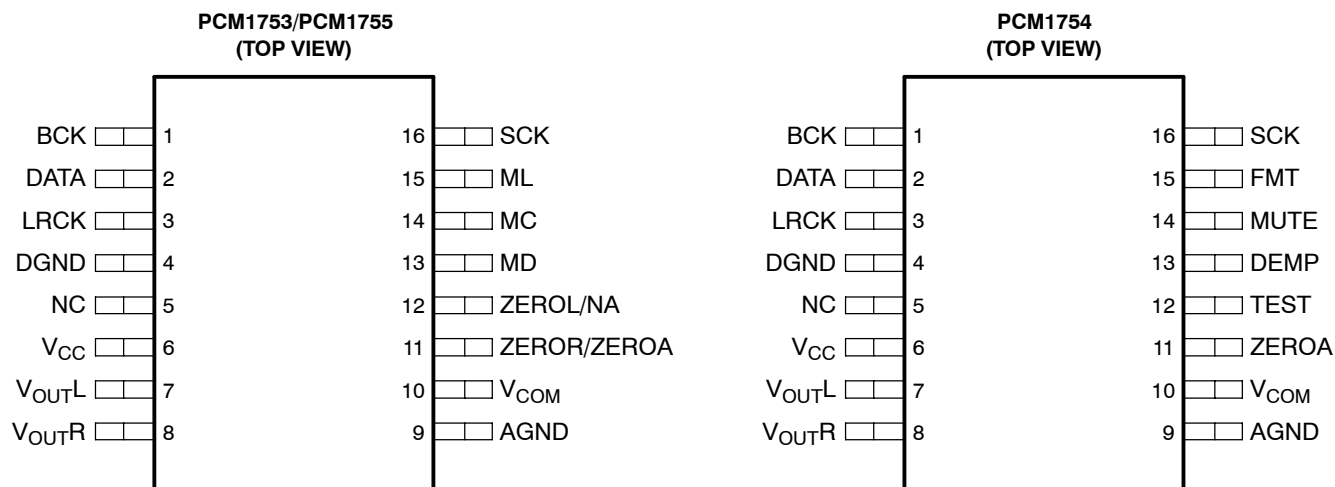 PCM1753/PCM1755
(TOP VIEW)
BCK 1 16 SCK
DATA 2 15 ML
LRCK 3 14 MC
DGND 4 13 MD
NC 5 12 ZEROL/NA
VCC 6 11 ZEROR/ZEROA
VOUTL 7 10 VCOM
VOUTR 8 9 AGND
PCM1754
(TOP VIEW)
BCK 1 16 SCK
DATA 2 15 FMT
LRCK 3 14 MUTE
DGND 4 13 DEMP
NC 5 12 TEST
VCC 6 11 ZEROA
VOUTL 7 10 VCOM
VOUTR 8 9 AGND